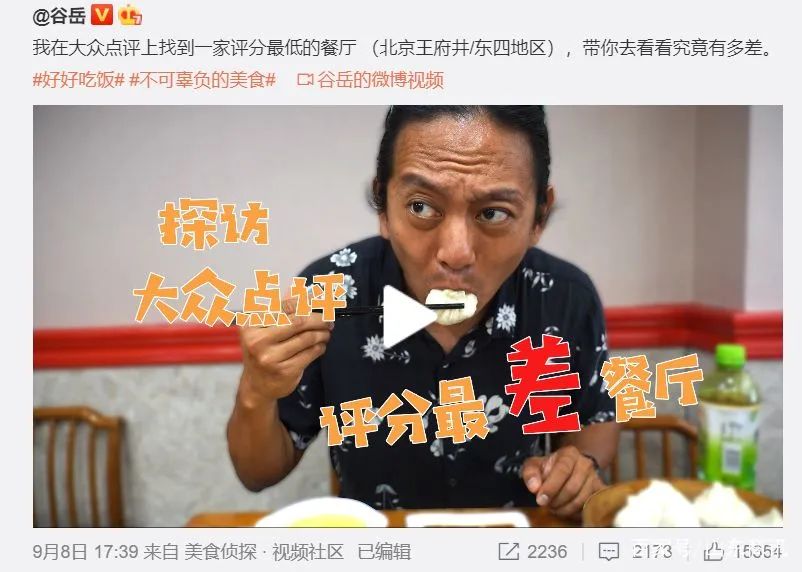 @谷岳
我在大众点评上找到一家评分最低的餐厅 （北京王府井/东四地区），带你去看看究竟有多差。
#好好吃饭# #不可辜负的美食# 谷岳的微博视频
探访
大众点评
评分最差餐厅
9月8日 17:39 来自 美食侦探 · 视频社区 已编辑 2236 2173 15354